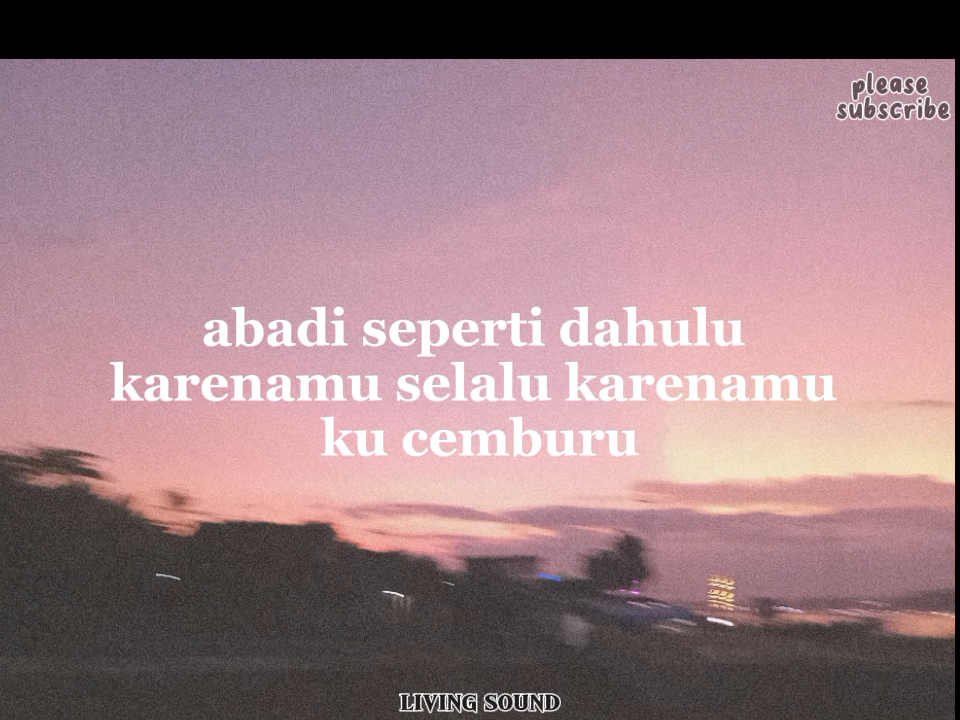 please
subscribe
abadi seperti dahulu
karenamu selalu karenamu
ku cemburu
LIVING SOUND